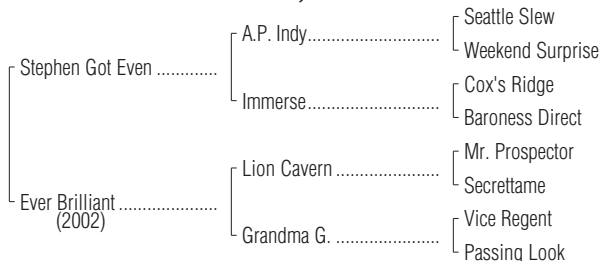 Seattle Slew
A.P. Indy..............................
Weekend Surprise
Stephen Got Even .............
Cox's Ridge
Immerse..............................
Baroness Direct
Mr. Prospector
Lion Cavern .......................
Secrettame
Ever Brilliant .....................
(2002)
Vice Regent
Grandma G. .......................
Passing Look